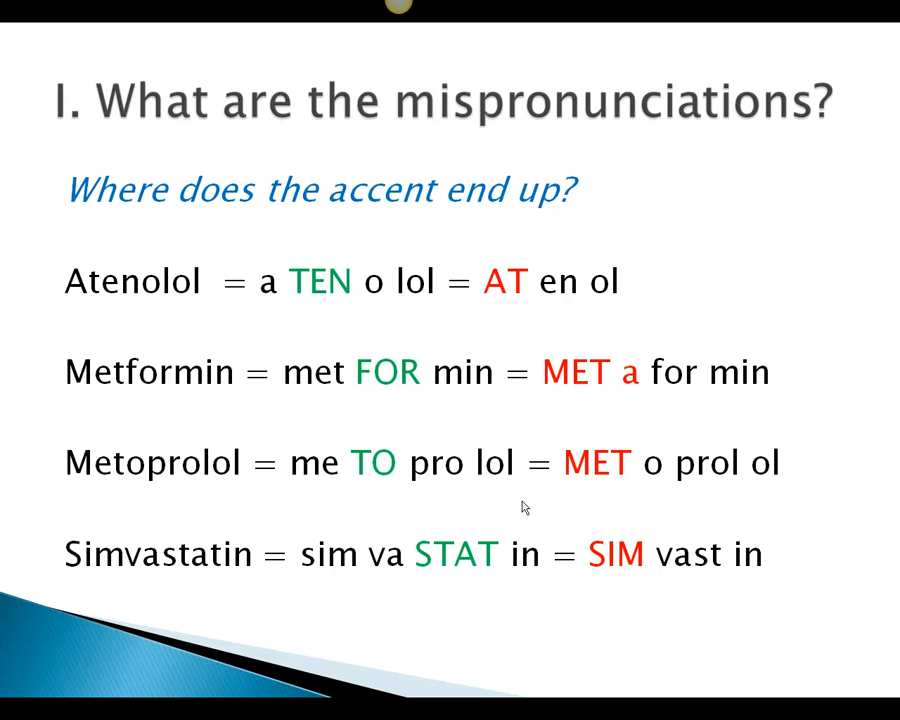 I. What are the mispronunciations?
Where does the accent end up?
Atenolol = a TEN o lol = AT en ol
Metformin = met FOR min = MET a for min
Metoprolol = me TO pro lol = MET o prol ol
Simvastatin = sim va STAT in = SIM vast in